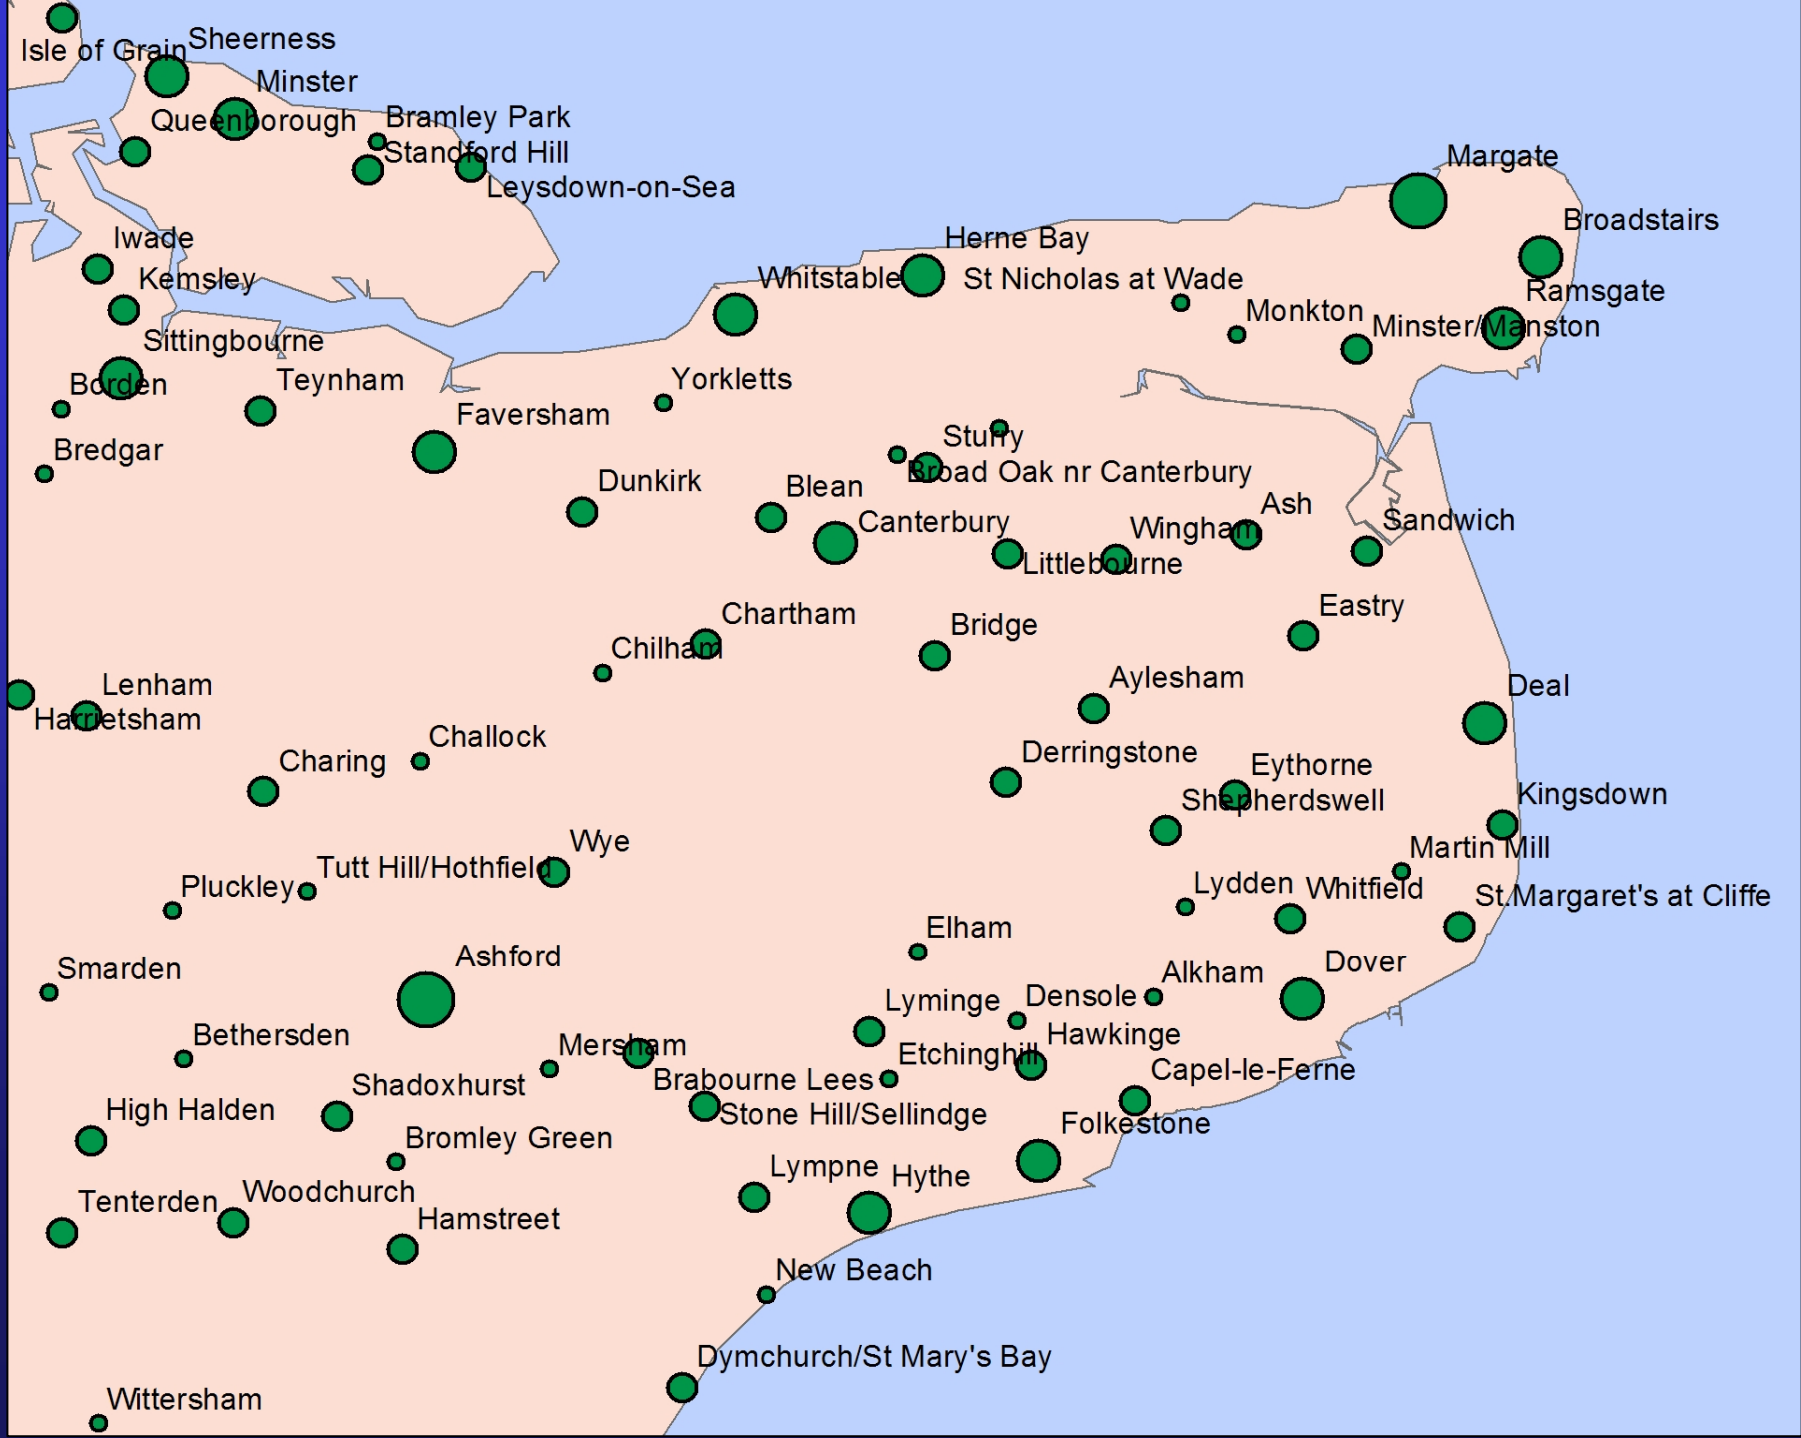 Sheerness
Isle of Grain
Minster
Bramley Park
Queenborough
Standford Hill
Leysdown-on-Sea
Margate
Broadstairs
Iwade
Herne Bay
Kemsley
Whitstable
St Nicholas at Wade
Ramsgate
Monkton
Minster/Manston
Sittingbourne
Borden
Teynham
Yorkletts
Faversham
Sturry
Bredgar
Broad Oak nr Canterbury
Dunkirk
Blean
Ash
Canterbury
Wingham
Sandwich
Littlebourne
Eastry
Chartham
Bridge
Chilham
Aylesham
Lenham
Deal
Harrietsham
Challock
Derringstone
Charing
Eythorne
Kingsdown
Shepherdswell
Wye
Martin Mill
Tutt Hill/Hothfield
Pluckley
Lydden
Whitfield
St.Margaret's at Cliffe
Elham
Ashford
Dover
Smarden
Alkham
Lyminge
Densole
Bethersden
Hawkinge
Mersham
Etchinghill
Capel-le-Ferne
Brabourne Lees
Shadoxhurst
High Halden
Stone Hill/Sellindge
Folkestone
Bromley Green
Lympne
Hythe
Woodchurch
Tenterden
Hamstreet
New Beach
Dymchurch/St Mary's Bay
Wittersham